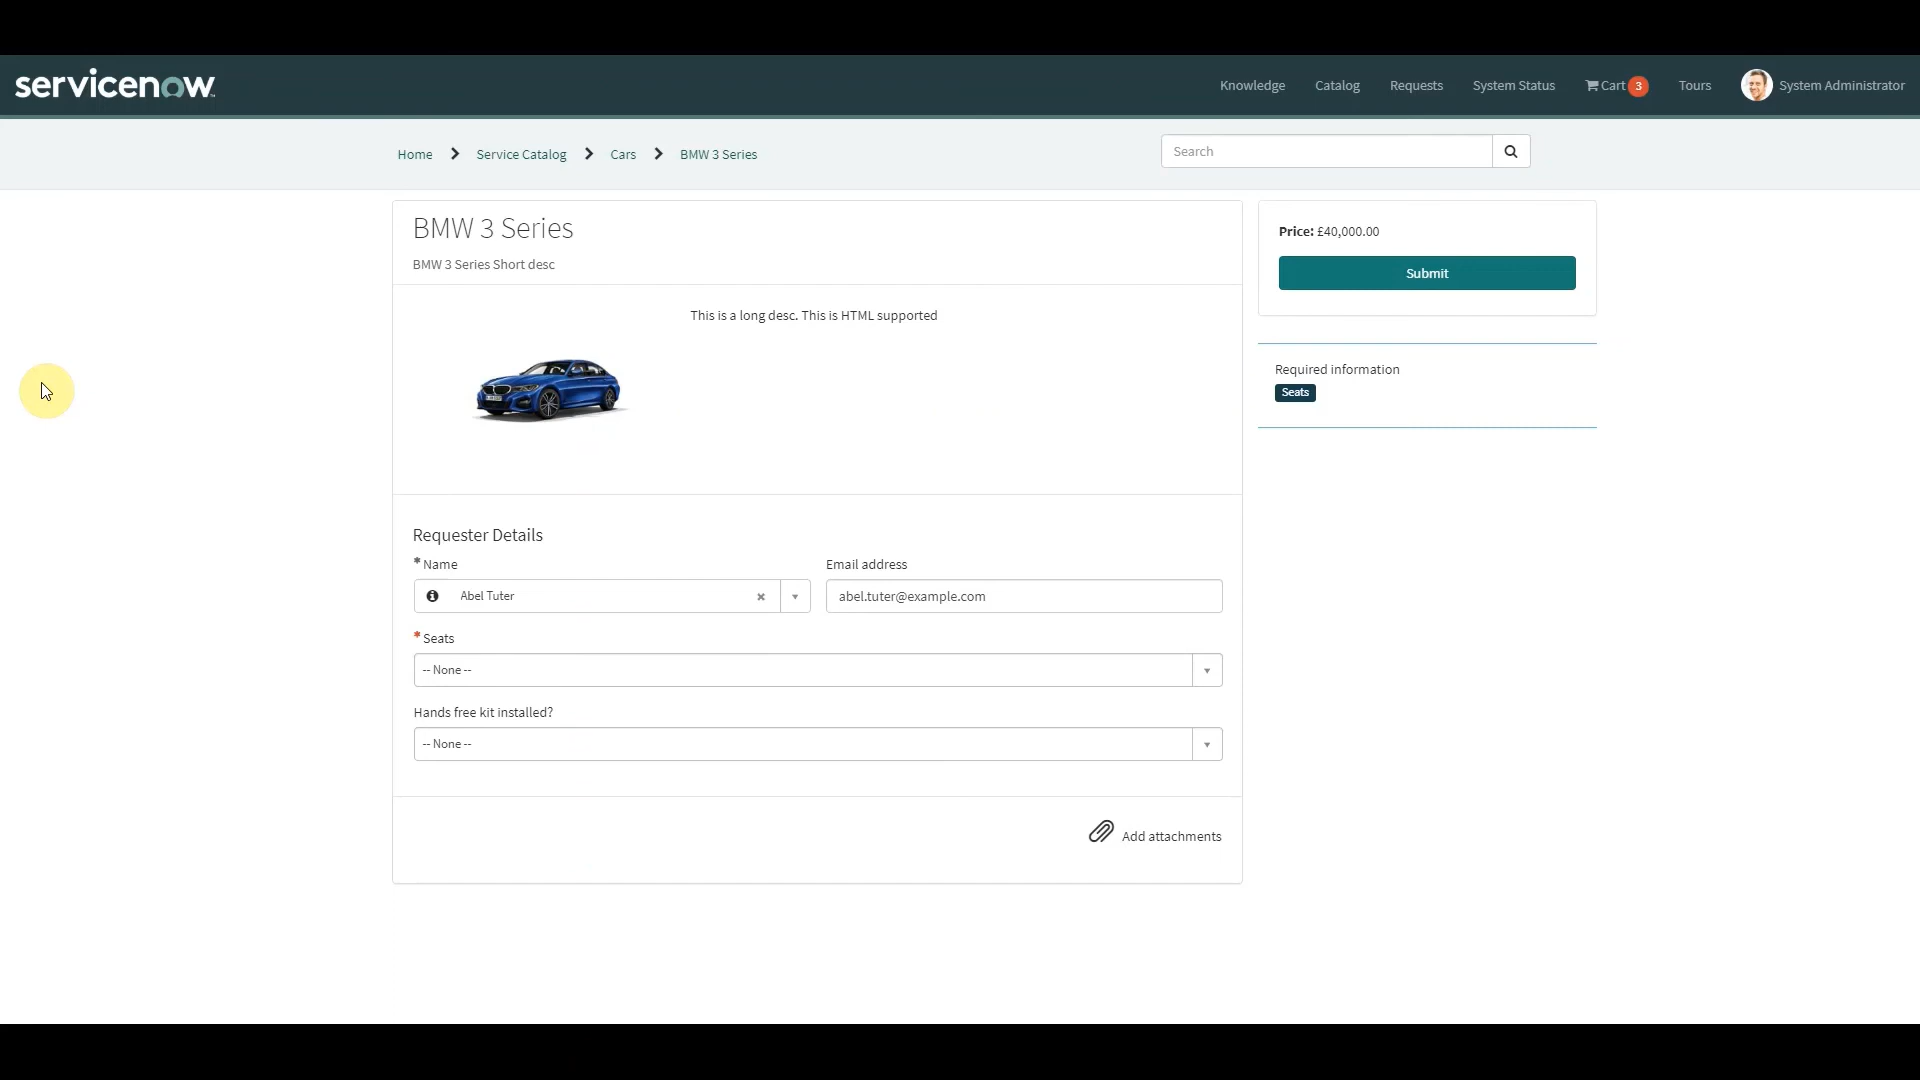 servicenow
Knowledge Catalog Requests System Status Cart 3 Tours System Administrator
Home Service Catalog Cars BMW 3 Series
Search
BMW 3 Series
BMW 3 Series Short desc
Price: £40,000.00
Submit
This is a long desc. This is HTML supported
Required information
Seats
Requester Details
* Name
Email address
Abel Tuter
abel.tuter@example.com
* Seats
-- None --
Hands free kit installed?
-- None --
Add attachments